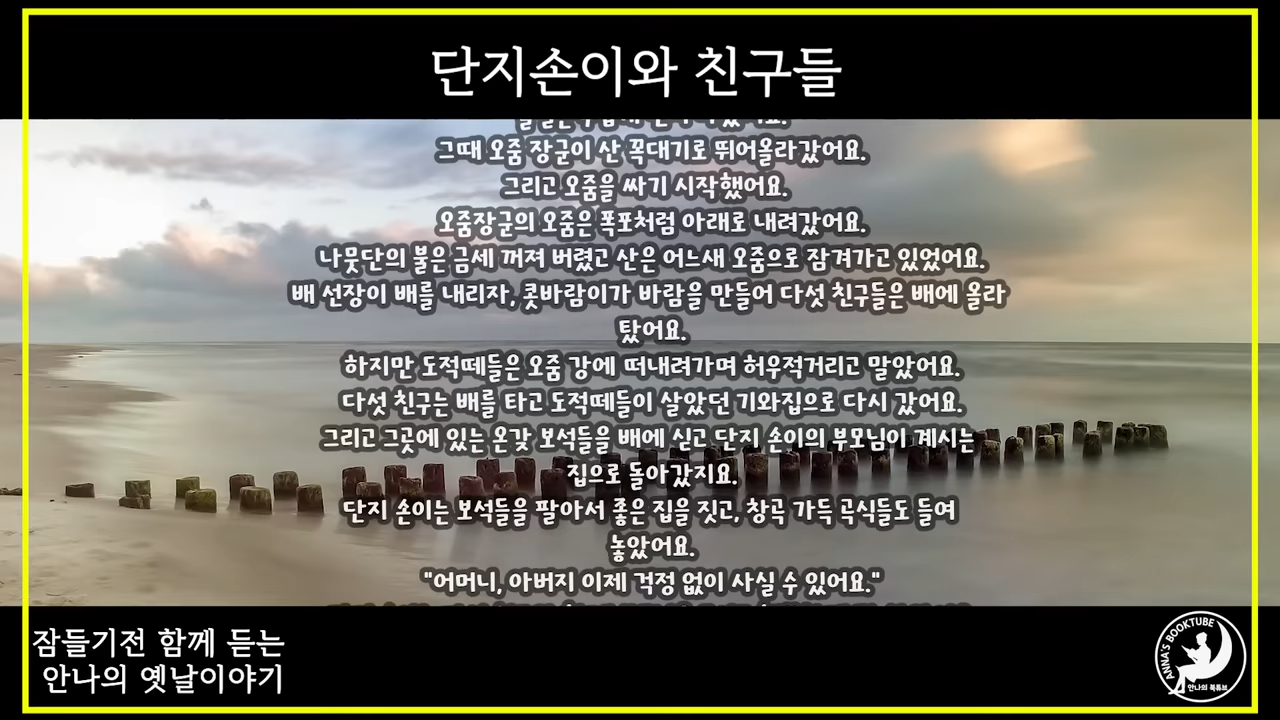 단지손이와 친구들
그때 오줌 장군이 산 꼭대기로 뛰어올라갔어요.
그리고 오줌을 싸기 시작했어요.
오줌장군의 오줌은 폭포처럼 아래로 내려갔어요.
나뭇단의 불은 금세 꺼져 버렸고 산은 어느새 오줌으로 잠겨가고 있었어요.
배 선장이 배를 내리자, 콧바람이가 바람을 만들어 다섯 친구들은 배에 올라
탔어요.
하지만 도적떼들은 오줌 강에 떠내려가며 허우적거리고 말았어요.
다섯 친구는 배를 타고 도적떼들이 살았던 기와집으로 다시 갔어요.
그리고 그곳에 있는 온갖 보석들을 배에 싣고 단지 손이의 부모님이 계시는
집으로 돌아갔지요.
단지 손이는 보석들을 팔아서 좋은 집을 짓고, 창곡 가득 곡식들도 들여
놓았어요.
"어머니, 아버지 이제 걱정 없이 사실 수 있어요."
잠들기전 함께 듣는
안나의 옛날이야기
ANNA'S BOOKTUBE
안나의 북튜브